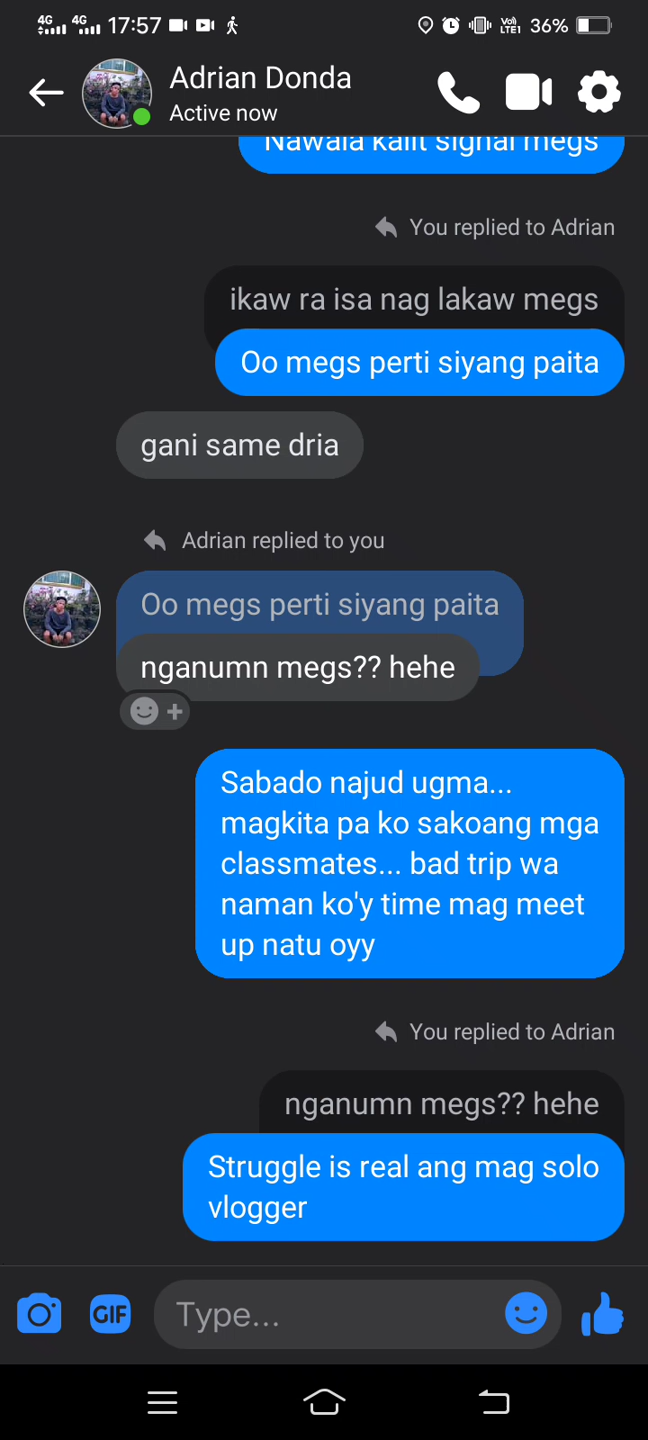 4G 4G 17:57 VoLTE1 36%
Adrian Donda
Active now
Nawala kalit signal megs
You replied to Adrian
ikaw ra isa nag lakaw megs
Oo megs perti siyang paita
gani same dria
Adrian replied to you
Oo megs perti siyang paita
nganumn megs?? hehe
Sabado najud ugma...
magkita pa ko sakoang mga
classmates... bad trip wa
naman ko'y time mag meet
up natu oyy
You replied to Adrian
nganumn megs?? hehe
Struggle is real ang mag solo
vlogger
GIF Type...